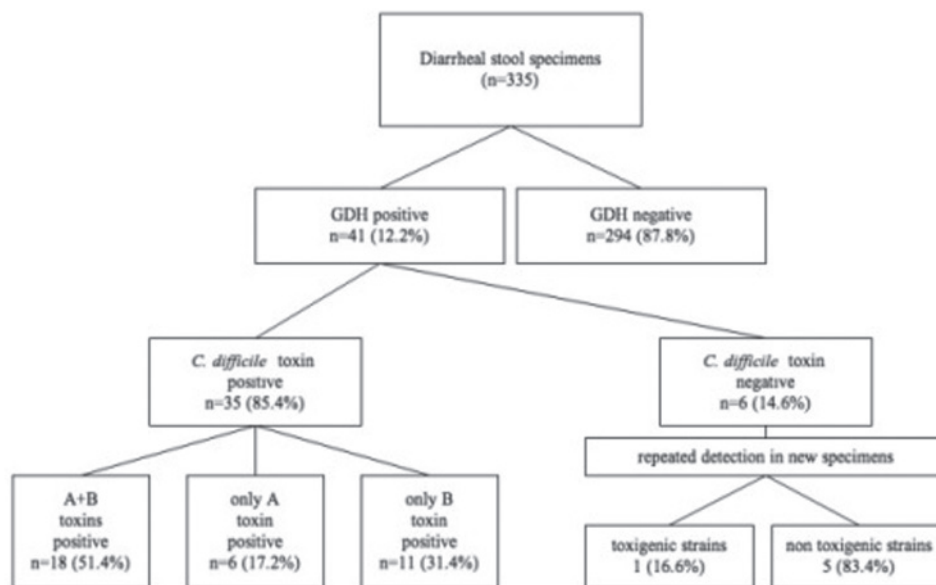 Diarrheal stool specimens
(n=335)
GDH positive
n=41 (12.2%)
GDH negative
n=294 (87.8%)
C. difficile toxin
positive
n=35 (85.4%)
C. difficile toxin
negative
n=6 (14.6%)
repeated detection in new specimens
A+B
toxins
positive
n=18 (51.4%)
only A
toxin
positive
n=6 (17.2%)
only B
toxin
positive
n=11 (31.4%)
toxigenic strains
1 (16.6%)
non toxigenic strains
5 (83.4%)